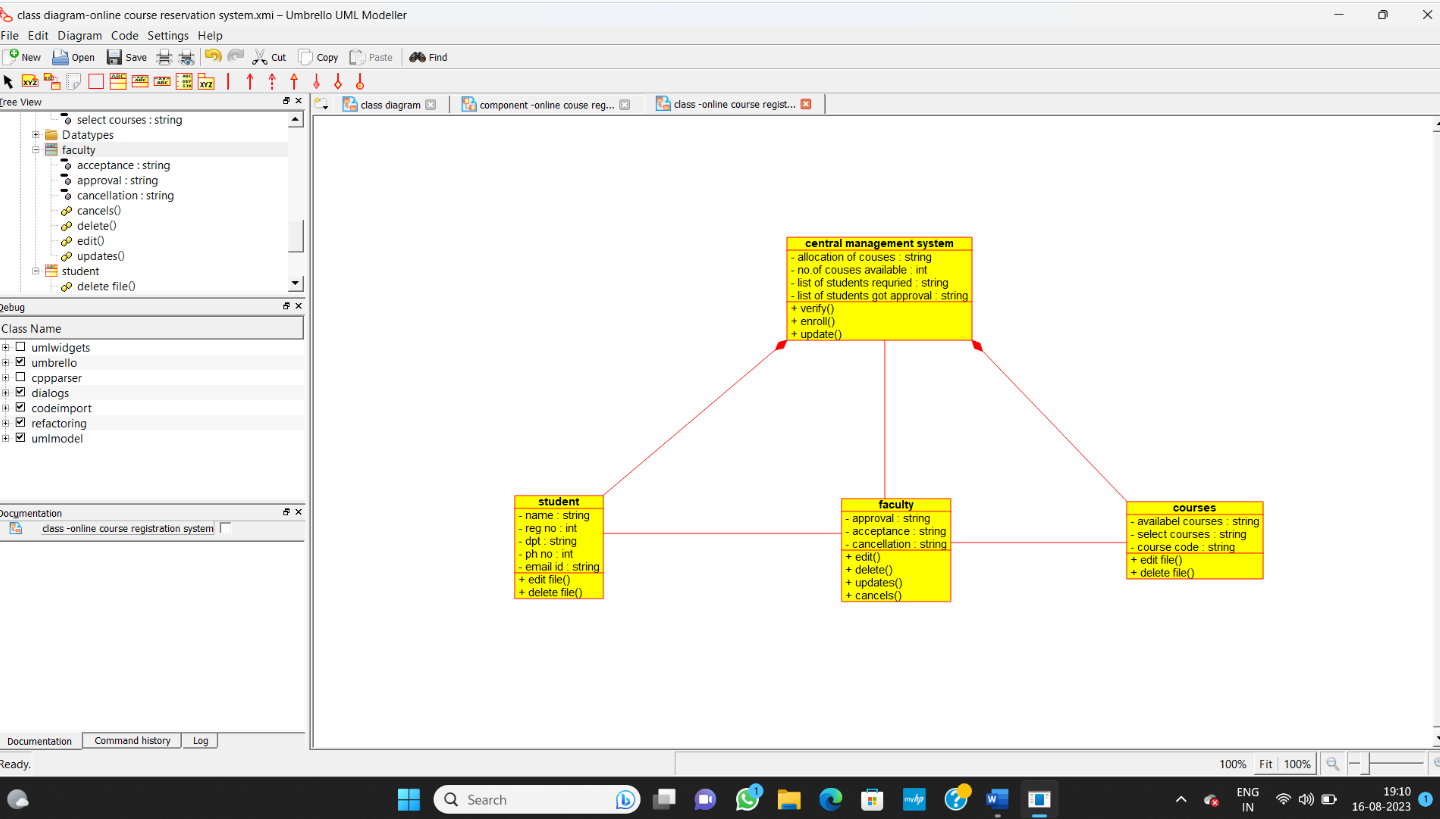 class diagram-online course reservation system.xmi – Umbrello UML Modeller
File Edit Diagram Code Settings Help
New Open Save Cut Copy Paste Find
Tree View
class diagram
component -online couse reg...
class -online course regist...
select courses : string
Datatypes
faculty
acceptance : string
approval : string
cancellation : string
cancels()
delete()
edit()
updates()
student
delete file()
Debug
Class Name
umlwidgets
umbrello
cppparser
dialogs
codeimport
refactoring
umlmodel
Documentation
class -online course registration system
Documentation Command history Log
Ready.
central management system
- allocation of couses : string
- no.of couses available : int
- list of students requried : string
- list of students got approval : string
+ verify()
+ enroll()
+ update()
student
- name : string
- reg no : int
- dpt : string
- ph no : int
- email id : string
+ edit file()
+ delete file()
faculty
- approval : string
- acceptance : string
- cancellation : string
+ edit()
+ delete()
+ updates()
+ cancels()
courses
- availabel courses : string
- select courses : string
- course code : string
+ edit file()
+ delete file()
100% Fit 100%
Search
ENG
IN
19:10
16-08-2023